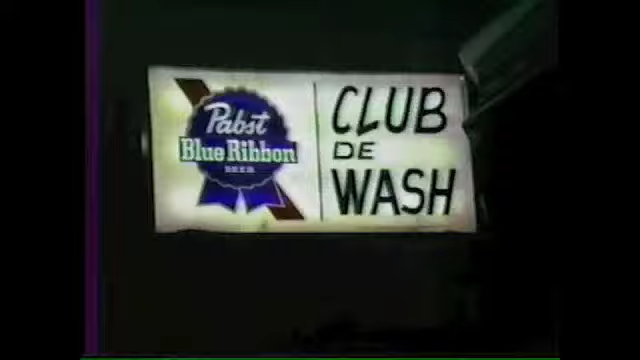 Pabst
Blue Ribbon
BEER
CLUB
DE
WASH